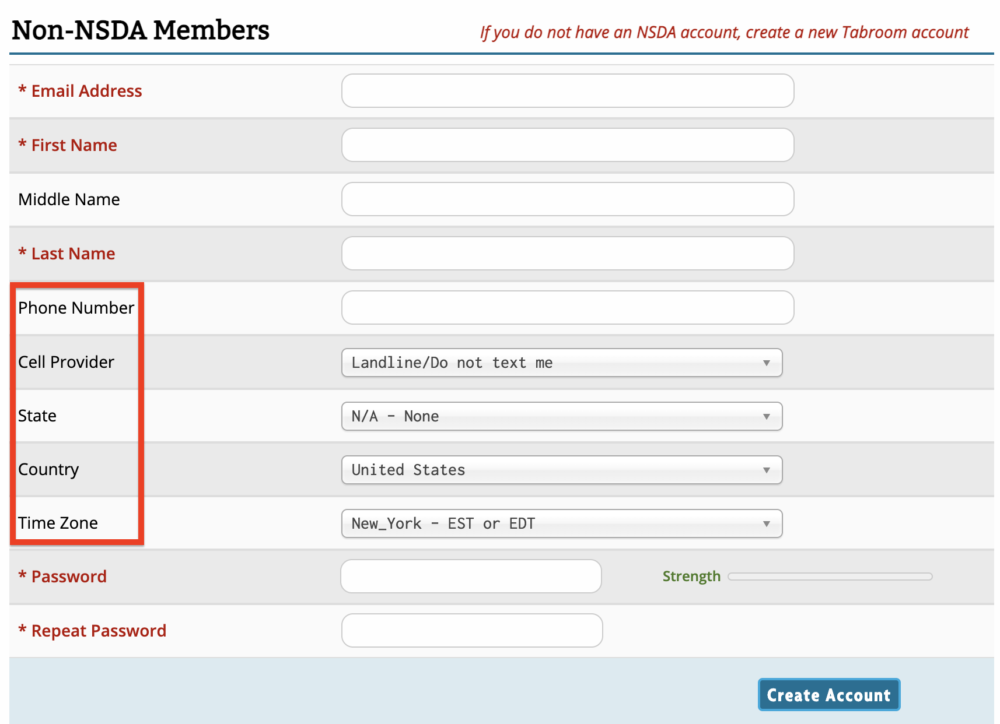 Non-NSDA Members
If you do not have an NSDA account, create a new Tabroom account
* Email Address
* First Name
Middle Name
* Last Name
Phone Number
Cell Provider
Landline/Do not text me
State
N/A - None
Country
United States
Time Zone
New_York - EST or EDT
* Password
Strength
* Repeat Password
Create Account